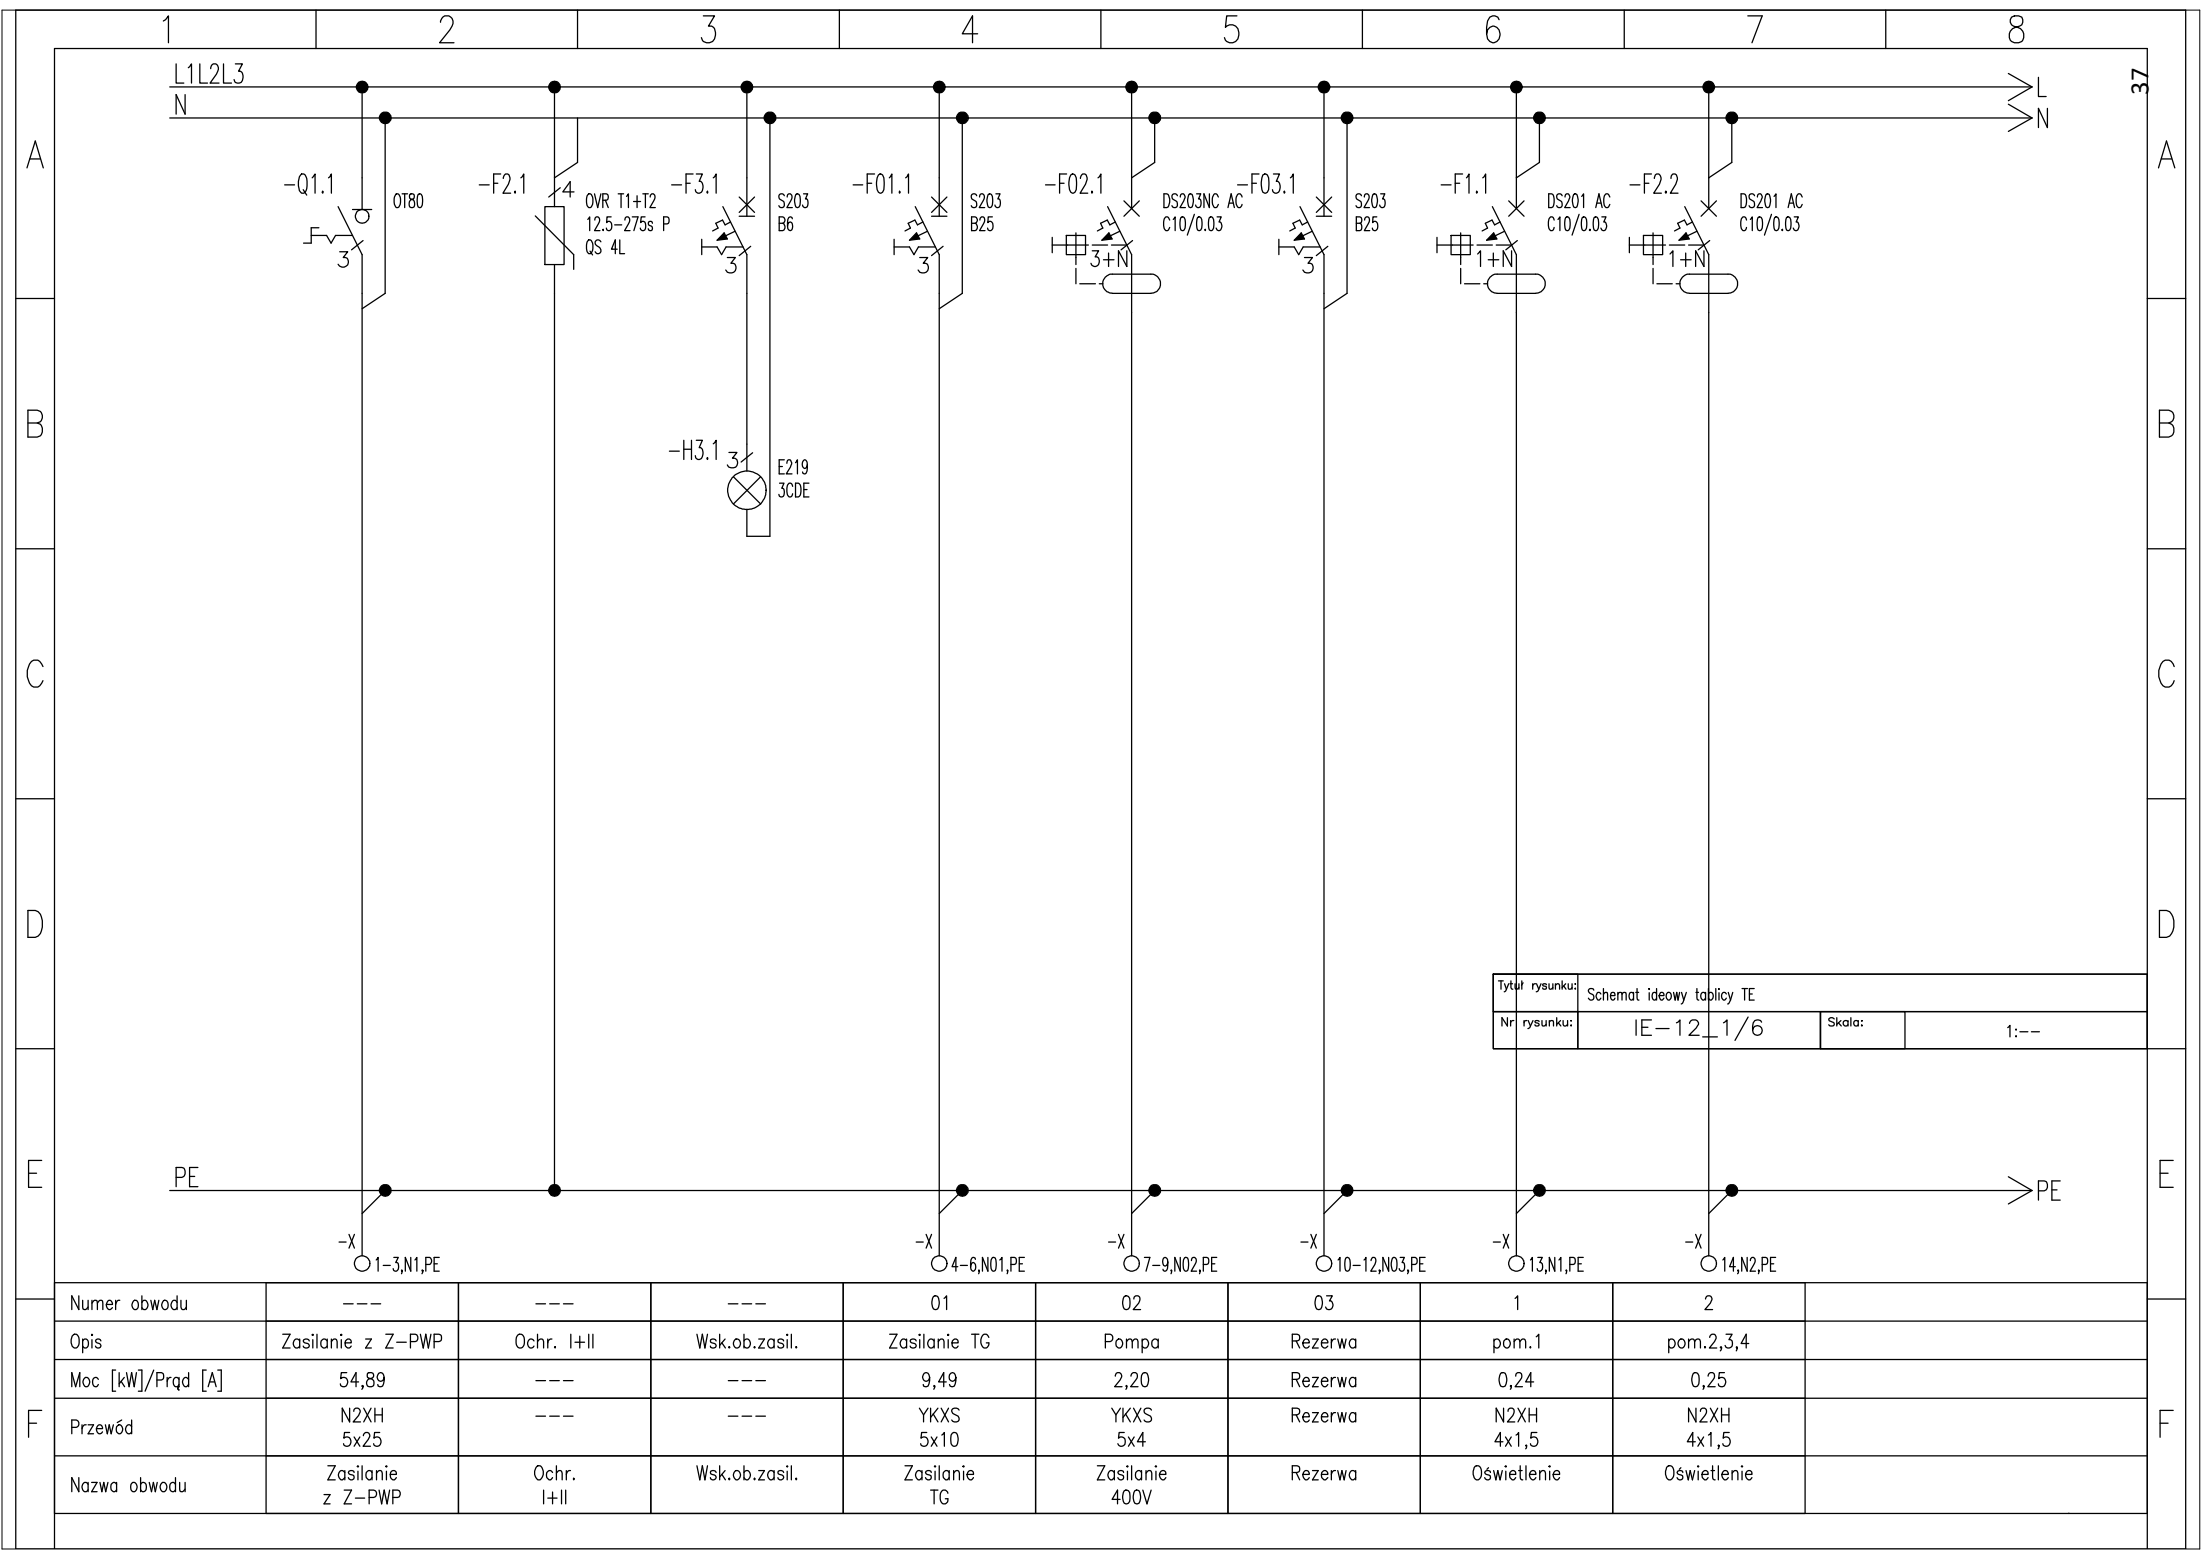 1 2 3 4 5 6 7 8
37
L1L2L3
L
N
N
A A
-Q1.1 OT80
-F2.1 4 OVR T1+T2
12.5-275s P
QS 4L
-F3.1 S203
B6
-F01.1 S203
B25
-F02.1 DS203NC AC
C10/0.03
-F03.1 S203
B25
-F1.1 DS201 AC
C10/0.03
-F2.2 DS201 AC
C10/0.03
3 3 3 3+N 3 1+N 1+N
B B
-H3.1 3 E219
3CDE
C C
D D
Tytuł rysunku: Schemat ideowy tablicy TE
Nr rysunku: IE-12_1/6 Skala: 1:--
E E
PE PE
-X -X -X -X -X -X
1-3,N1,PE 4-6,N01,PE 7-9,N02,PE 10-12,N03,PE 13,N1,PE 14,N2,PE
Numer obwodu --- --- --- 01 02 03 1 2
Opis Zasilanie z Z-PWP Ochr. I+II Wsk.ob.zasil. Zasilanie TG Pompa Rezerwa pom.1 pom.2,3,4
Moc [kW]/Prąd [A] 54,89 --- --- 9,49 2,20 Rezerwa 0,24 0,25
F F
Przewód N2XH
5x25 --- --- YKXS
5x10 YKXS
5x4 Rezerwa N2XH
4x1,5 N2XH
4x1,5
Nazwa obwodu Zasilanie
z Z-PWP Ochr.
I+II Wsk.ob.zasil. Zasilanie
TG Zasilanie
400V Rezerwa Oświetlenie Oświetlenie